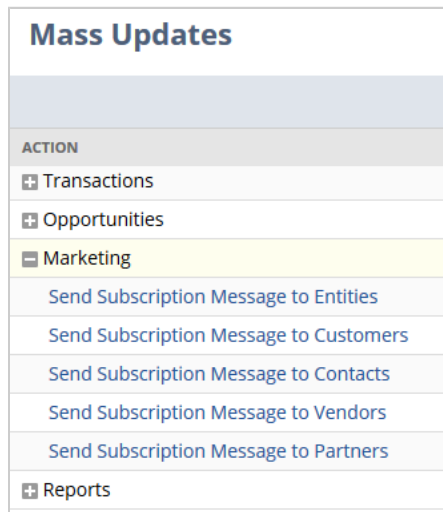 Mass Updates
ACTION
Transactions
Opportunities
Marketing
Send Subscription Message to Entities
Send Subscription Message to Customers
Send Subscription Message to Contacts
Send Subscription Message to Vendors
Send Subscription Message to Partners
Reports